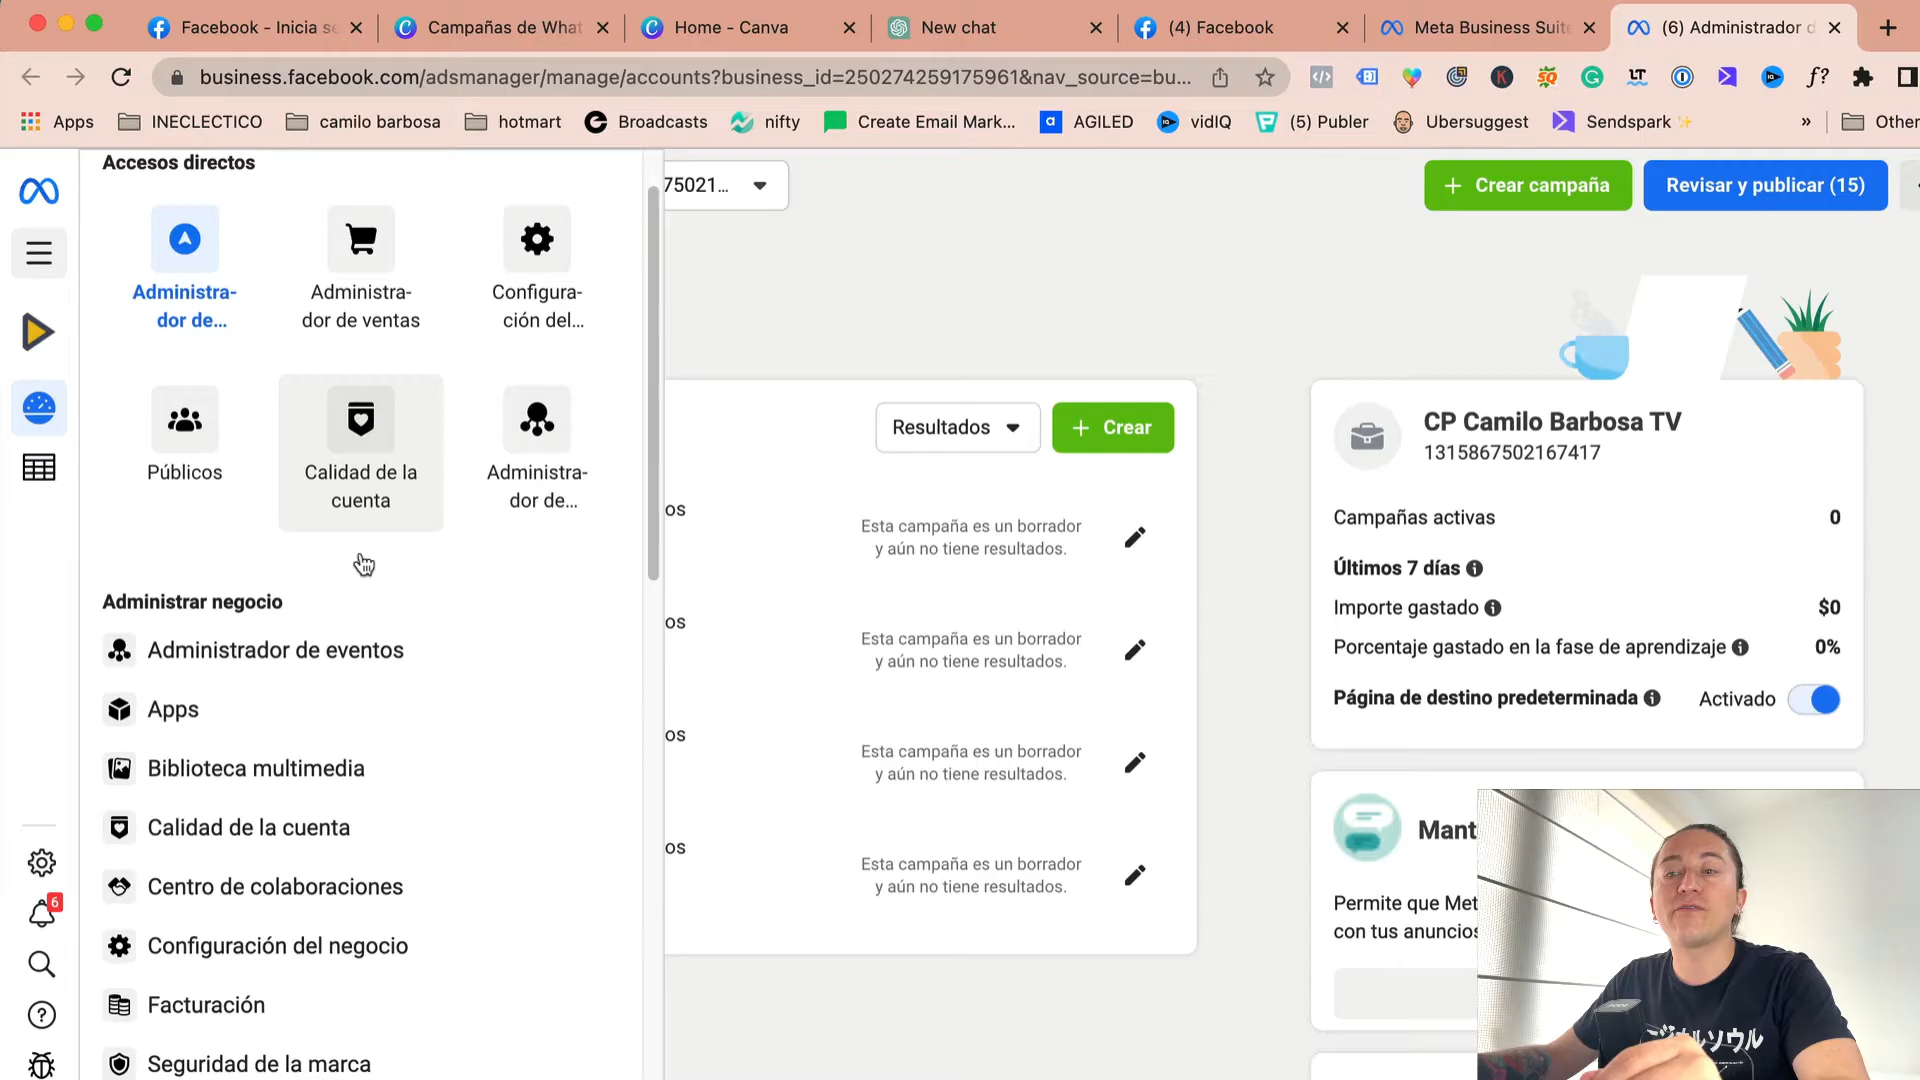 Facebook - Inicia se
Campañas de What
Home - Canva
New chat
(4) Facebook
Meta Business Suite
(6) Administrador d
business.facebook.com/adsmanager/manage/accounts?business_id=250274259175961&nav_source=bu...
Apps
INECLECTICO
camilo barbosa
hotmart
Broadcasts
nifty
Create Email Mark...
AGILED
vidIQ
(5) Publer
Ubersuggest
Sendspark
»
Other
Accesos directos
Administra-
dor de...
Administra-
dor de ventas
Configura-
ción del...
Públicos
Calidad de la
cuenta
Administra-
dor de...
Administrar negocio
Administrador de eventos
Apps
Biblioteca multimedia
Calidad de la cuenta
Centro de colaboraciones
Configuración del negocio
Facturación
Seguridad de la marca
6
75021...
+ Crear campaña
Revisar y publicar (15)
Resultados
+ Crear
os
Esta campaña es un borrador
y aún no tiene resultados.
os
Esta campaña es un borrador
y aún no tiene resultados.
os
Esta campaña es un borrador
y aún no tiene resultados.
os
Esta campaña es un borrador
y aún no tiene resultados.
CP Camilo Barbosa TV
1315867502167417
Campañas activas
0
Últimos 7 días
Importe gastado
$0
Porcentaje gastado en la fase de aprendizaje
0%
Página de destino predeterminada
Activado
Mant
Permite que Met
con tus anuncios